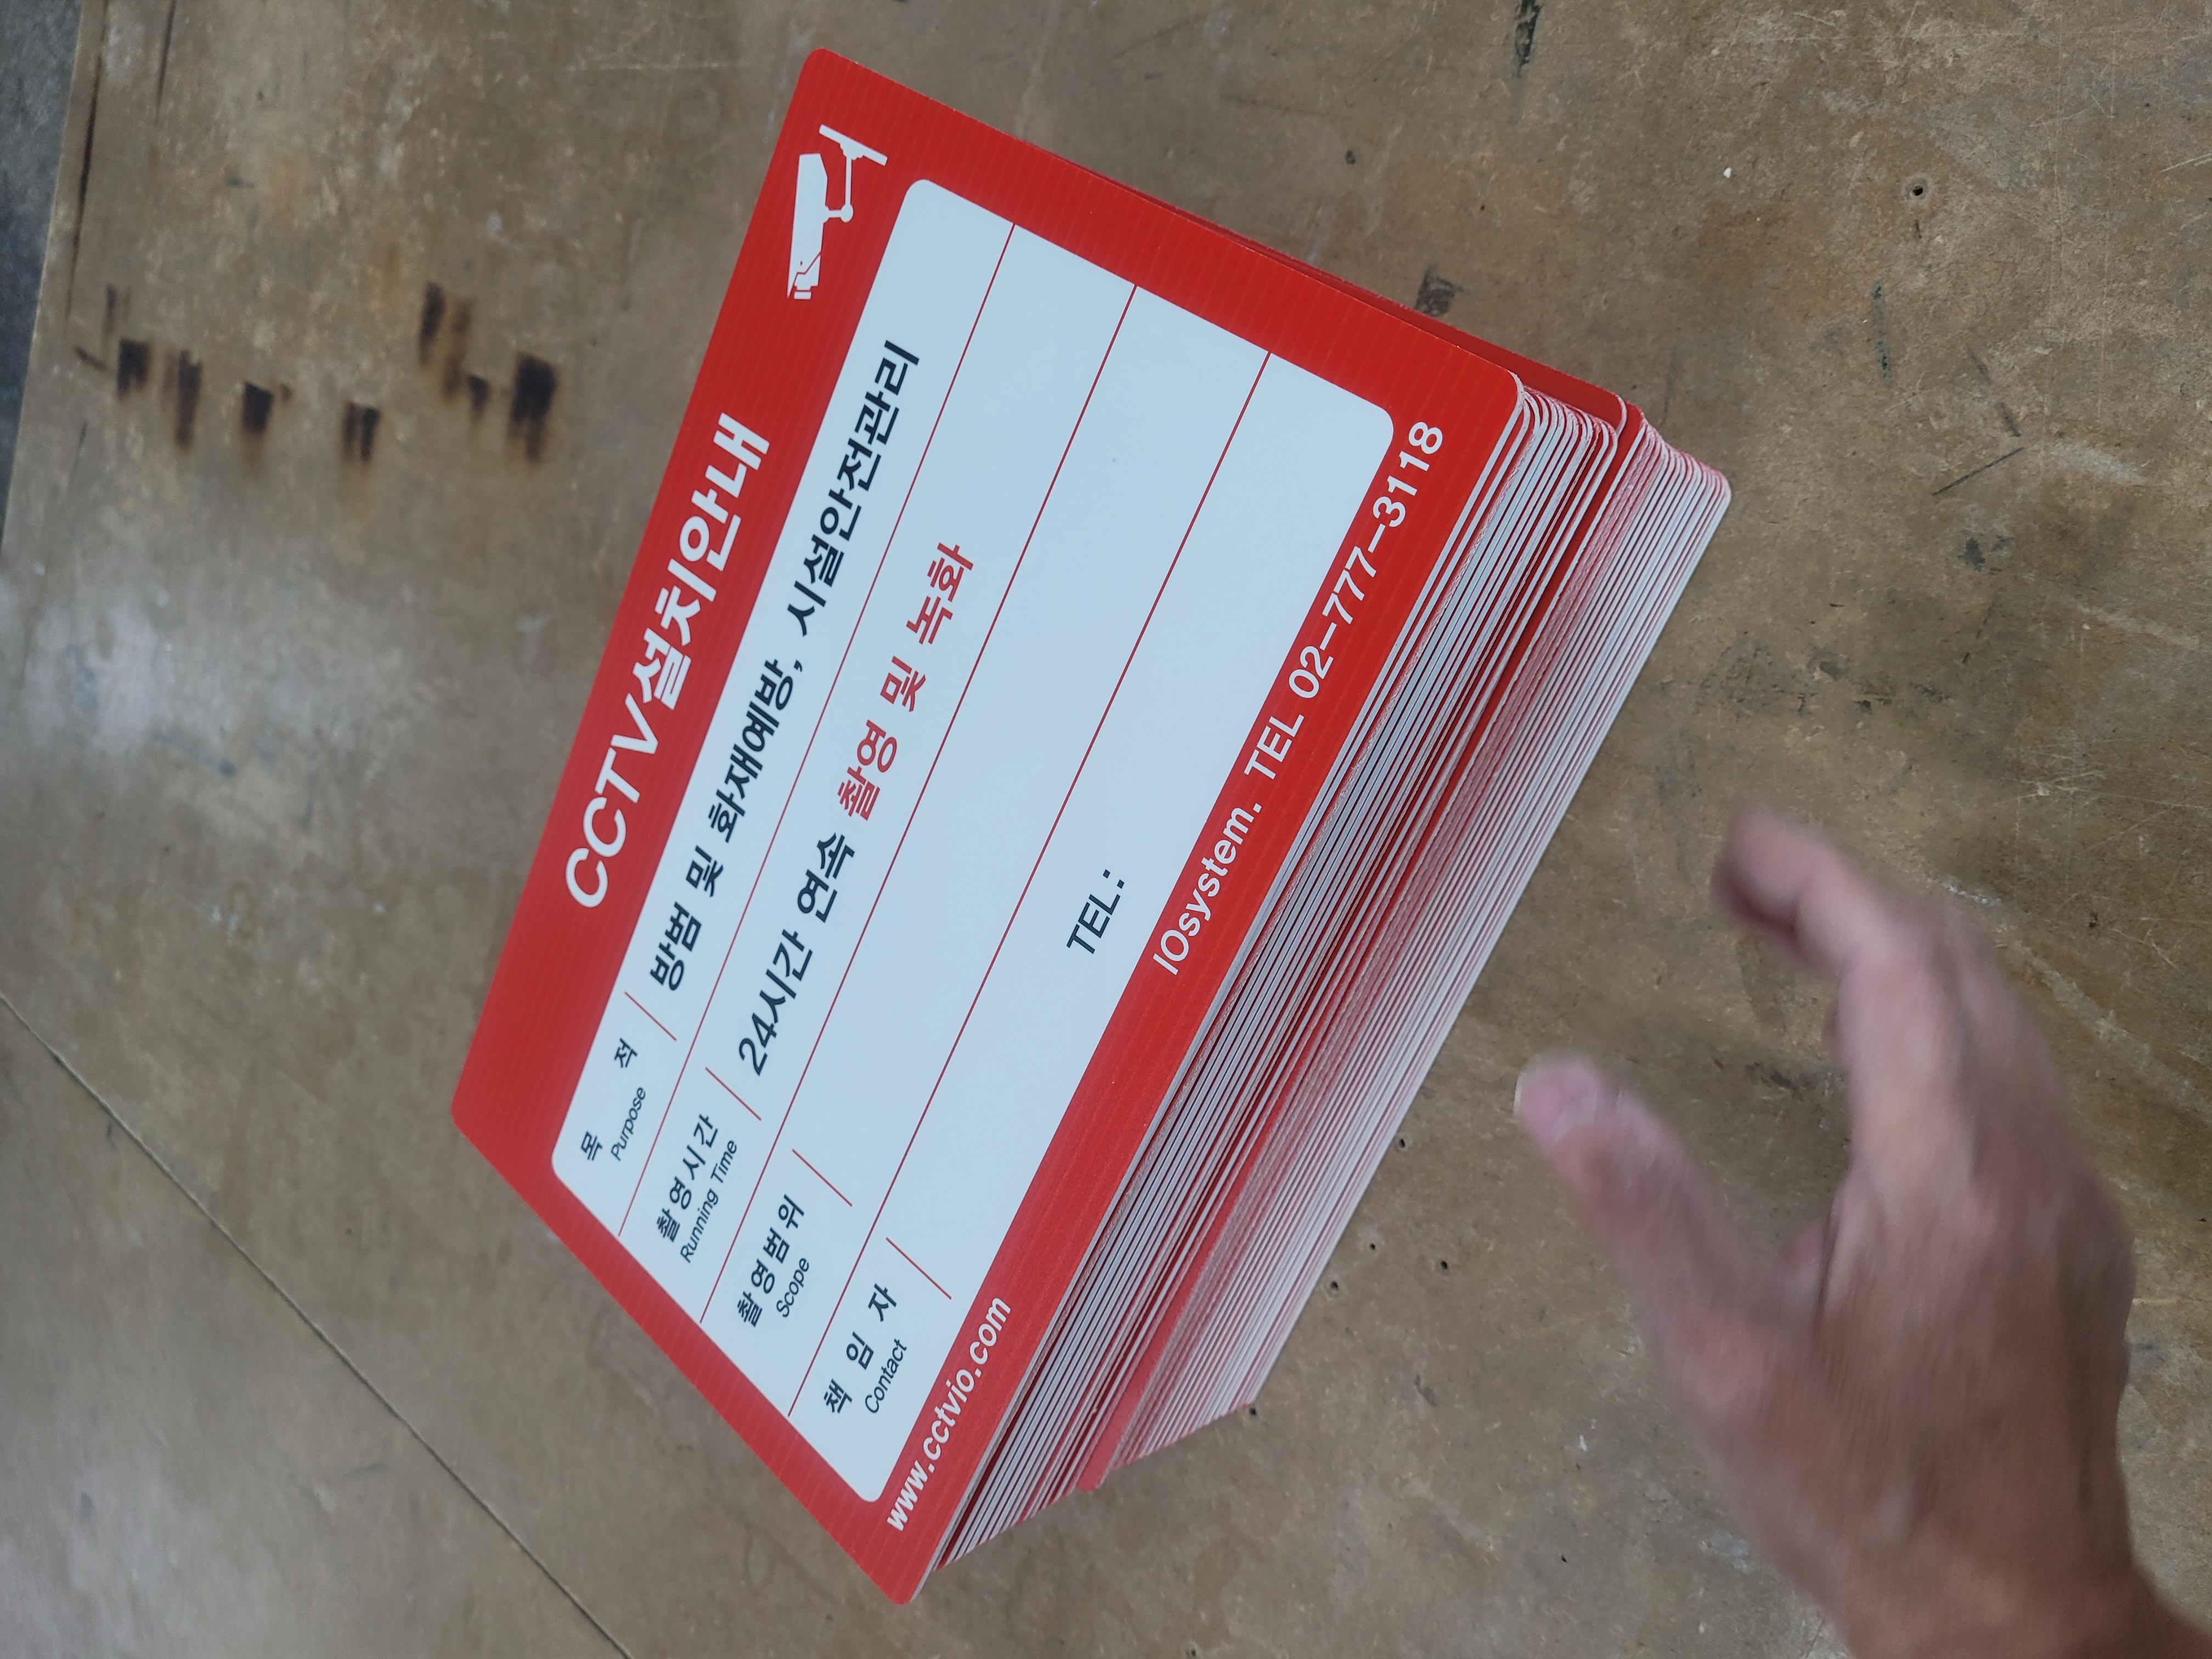 CCTV설치안내
목 적 방범 및 화재예방, 시설안전관리
Purpose
촬영시간 24시간 연속 촬영 및 녹화
Running Time
촬영범위
Scope
책 임 자 TEL:
Contact
www.cctvio.com IOsystem. TEL 02-777-3118